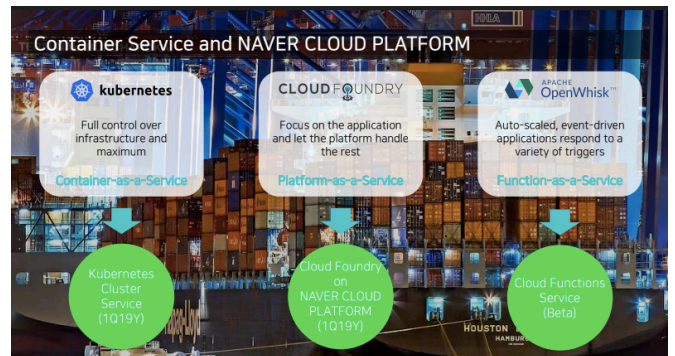 HHLA
Container Service and NAVER CLOUD PLATFORM
kubernetes
Full control over
infrastructure and
maximum
Container-as-a-Service
CLOUD FOUNDRY
Focus on the application
and let the platform handle
the rest
Platform-as-a-Service
APACHE
OpenWhisk™
Auto-scaled, event-driven
applications respond to a
variety of triggers
Function-as-a-Service
Kubernetes
Cluster
Service
(1Q19Y)
Cloud Foundry
on
NAVER CLOUD
PLATFORM
(1Q19Y)
Cloud Functions
Service
(Beta)
HOUSTON
HAMBURG